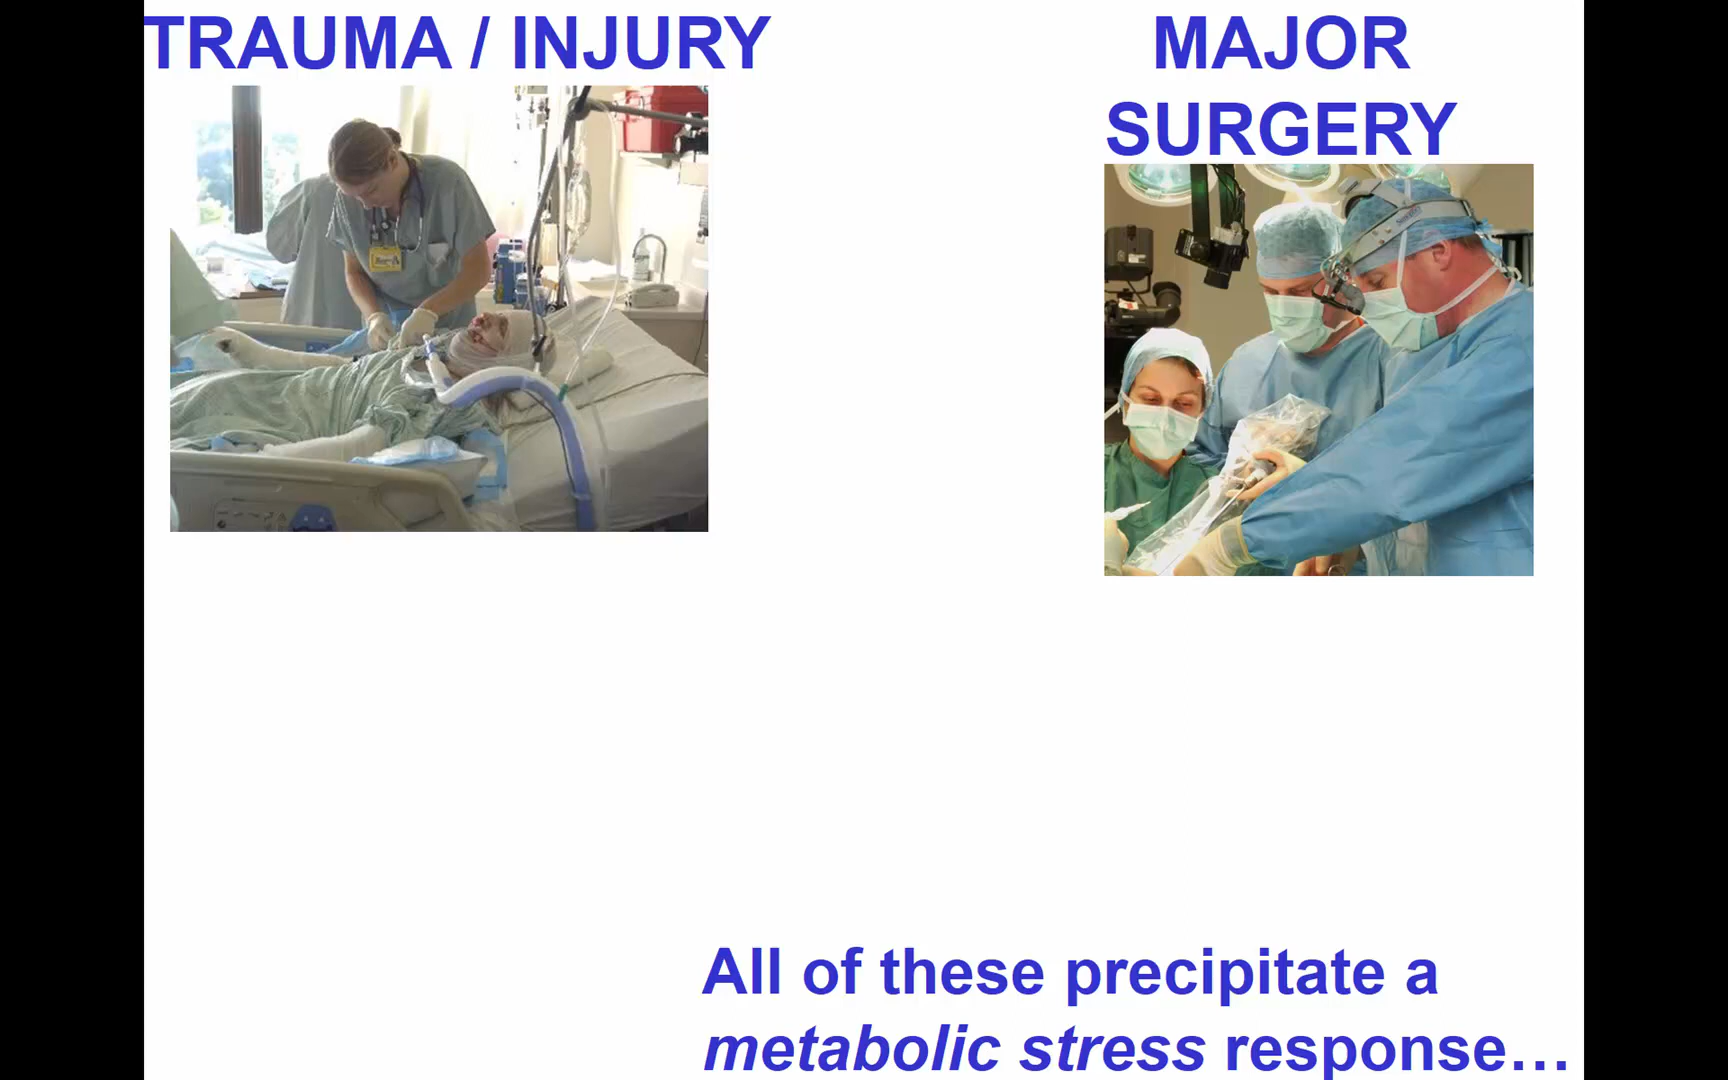 TRAUMA / INJURY
MAJOR
SURGERY
All of these precipitate a
metabolic stress response…